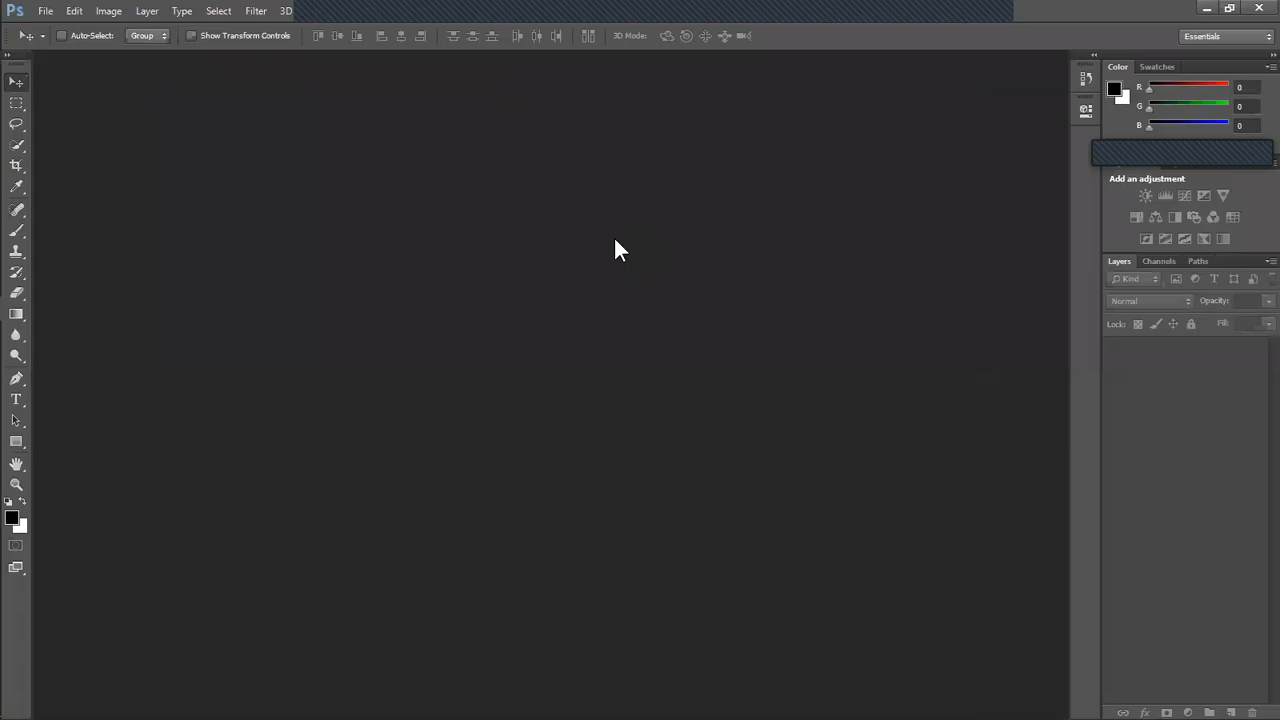 Ps File Edit Image Layer Type Select Filter 3D
Auto-Select: Group Show Transform Controls 3D Mode: Essentials
Color Swatches
R 0
G 0
B 0
Add an adjustment
Layers Channels Paths
Kind T
Normal Opacity:
Lock: Fill:
T
fx